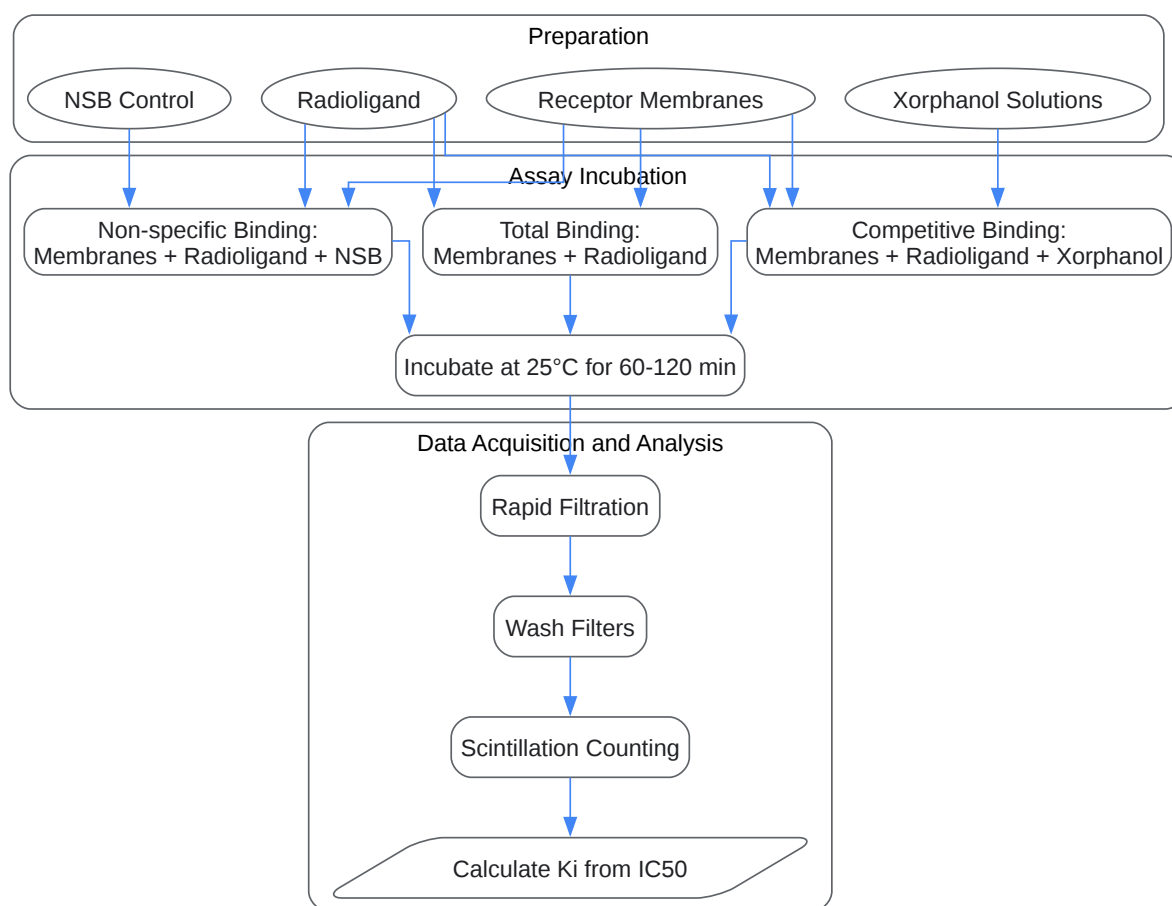 Preparation
NSB Control
Radioligand
Receptor Membranes
Xorphanol Solutions
Assay Incubation
Non-specific Binding:
Membranes + Radioligand + NSB
Total Binding:
Membranes + Radioligand
Competitive Binding:
Membranes + Radioligand + Xorphanol
Incubate at 25°C for 60-120 min
Data Acquisition and Analysis
Rapid Filtration
Wash Filters
Scintillation Counting
Calculate Ki from IC50